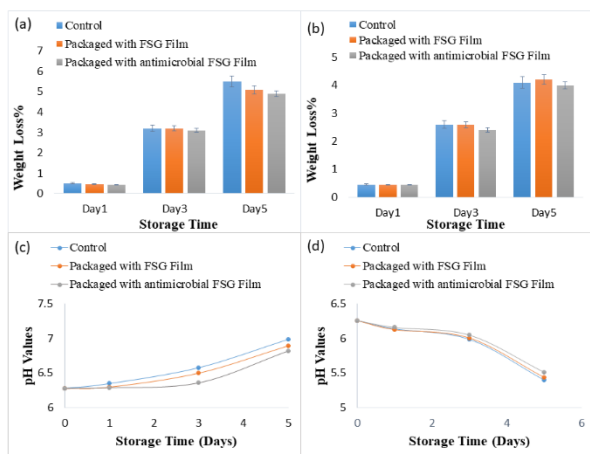 (a)
Control
Packaged with FSG Film
Packaged with antimicrobial FSG Film
7
6
5
4
3
2
1
0
Weight Loss%
Day1 Day3 Day5
Storage Time
(b)
Control
Packaged with FSG Film
Packaged with antimicrobial FSG Film
5
4
3
2
1
0
Weight Loss%
Day1 Day3 Day5
Storage Time
(c)
Control
Packaged with FSG Film
Packaged with antimicrobial FSG Film
7.5
7
6.5
6
pH Values
0 1 2 3 4 5
Storage Time (Days)
(d)
Control
Packaged with FSG Film
Packaged with antimicrobial FSG Film
6.5
6
5.5
5
pH Values
0 2 4 6
Storage Time (Days)